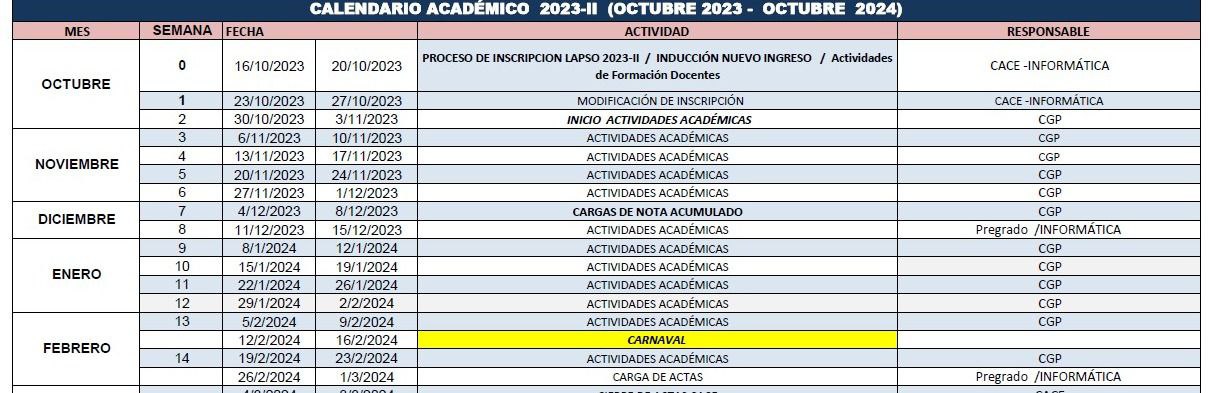 CALENDARIO ACADÉMICO 2023-II (OCTUBRE 2023 - OCTUBRE 2024)
MES SEMANA FECHA ACTIVIDAD RESPONSABLE
OCTUBRE
0 16/10/2023 20/10/2023 PROCESO DE INSCRIPCION LAPSO 2023-II / INDUCCIÓN NUEVO INGRESO / Actividades
de Formación Docentes CACE -INFORMÁTICA
1 23/10/2023 27/10/2023 MODIFICACIÓN DE INSCRIPCIÓN CACE -INFORMÁTICA
2 30/10/2023 3/11/2023 INICIO ACTIVIDADES ACADÉMICAS CGP
NOVIEMBRE
3 6/11/2023 10/11/2023 ACTIVIDADES ACADÉMICAS CGP
4 13/11/2023 17/11/2023 ACTIVIDADES ACADÉMICAS CGP
5 20/11/2023 24/11/2023 ACTIVIDADES ACADÉMICAS CGP
6 27/11/2023 1/12/2023 ACTIVIDADES ACADÉMICAS CGP
DICIEMBRE
7 4/12/2023 8/12/2023 CARGAS DE NOTA ACUMULADO CGP
8 11/12/2023 15/12/2023 ACTIVIDADES ACADÉMICAS Pregrado /INFORMÁTICA
ENERO
9 8/1/2024 12/1/2024 ACTIVIDADES ACADÉMICAS CGP
10 15/1/2024 19/1/2024 ACTIVIDADES ACADÉMICAS CGP
11 22/1/2024 26/1/2024 ACTIVIDADES ACADÉMICAS CGP
12 29/1/2024 2/2/2024 ACTIVIDADES ACADÉMICAS CGP
FEBRERO
13 5/2/2024 9/2/2024 ACTIVIDADES ACADÉMICAS CGP
12/2/2024 16/2/2024 CARNAVAL
14 19/2/2024 23/2/2024 ACTIVIDADES ACADÉMICAS CGP
26/2/2024 1/3/2024 CARGA DE ACTAS Pregrado /INFORMÁTICA